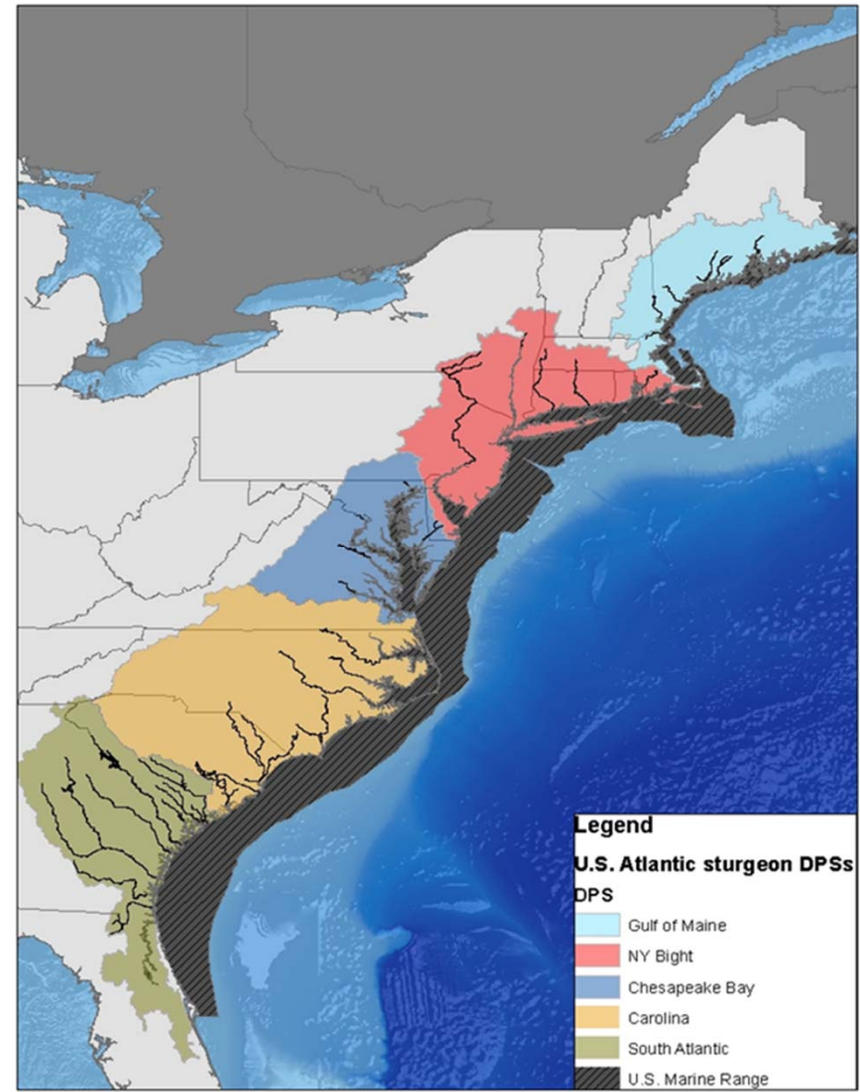 Legend
U.S. Atlantic sturgeon DPSs
DPS
Gulf of Maine
NY Bight
Chesapeake Bay
Carolina
South Atlantic
U.S. Marine Range